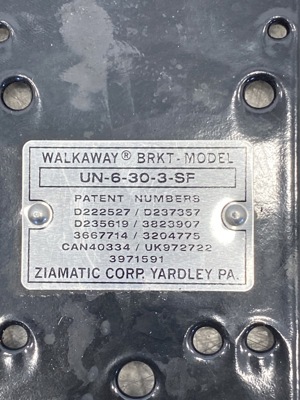 WALKAWAY® BRKT-MODEL
UN-6-30-3-SF
PATENT NUMBERS
D222527 / D237357
D235619 / 3823907
3667714 / 3204775
CAN40334 / UK972722
3971591
ZIAMATIC CORP. YARDLEY PA.